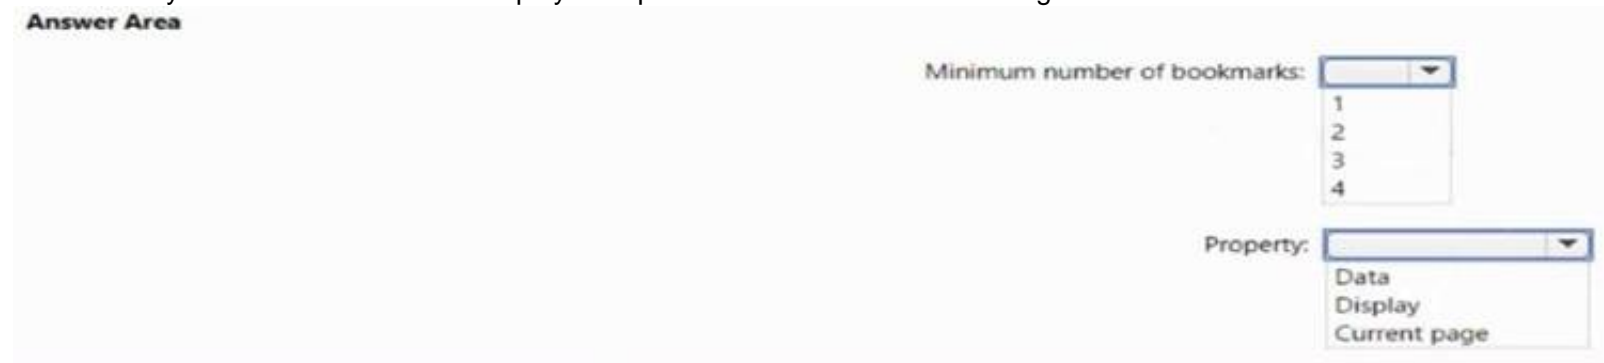 Answer Area
Minimum number of bookmarks:
1
2
3
4
Property:
Data
Display
Current page